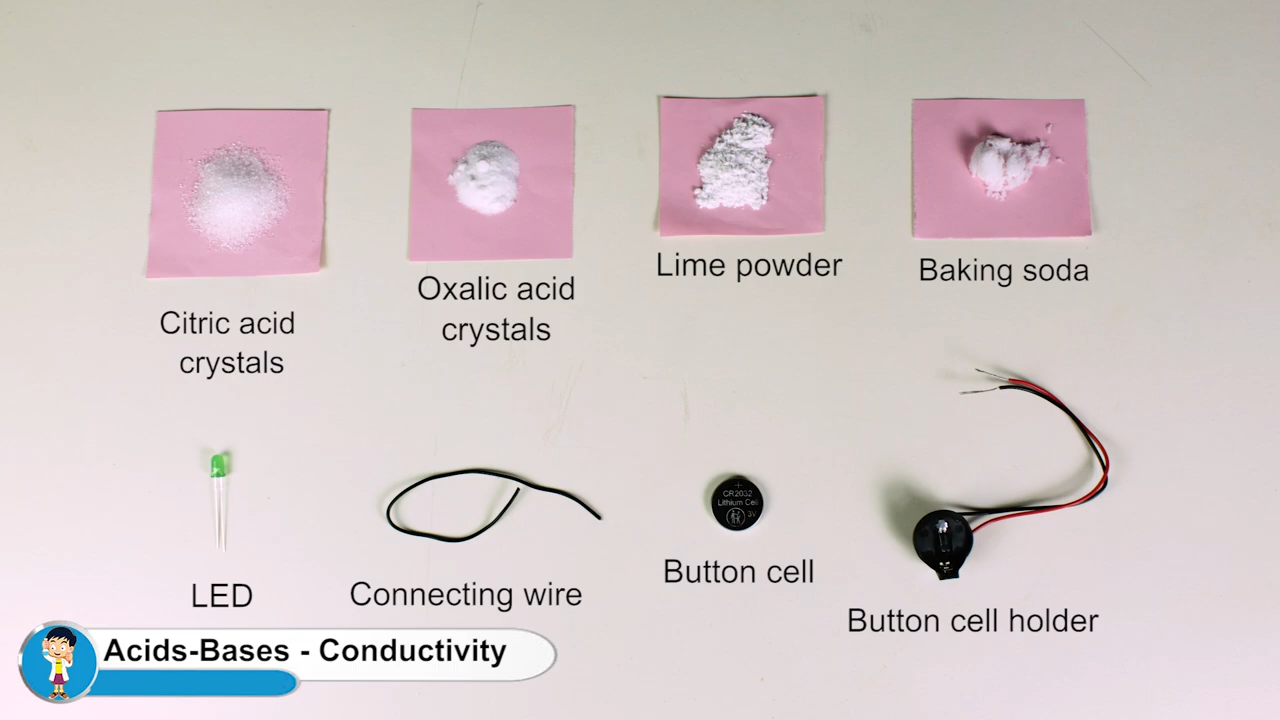 Citric acid
crystals
Oxalic acid
crystals
Lime powder
Baking soda
LED
Connecting wire
+
CR2032
Lithium Cell
3V
Button cell
Button cell holder
Acids-Bases - Conductivity